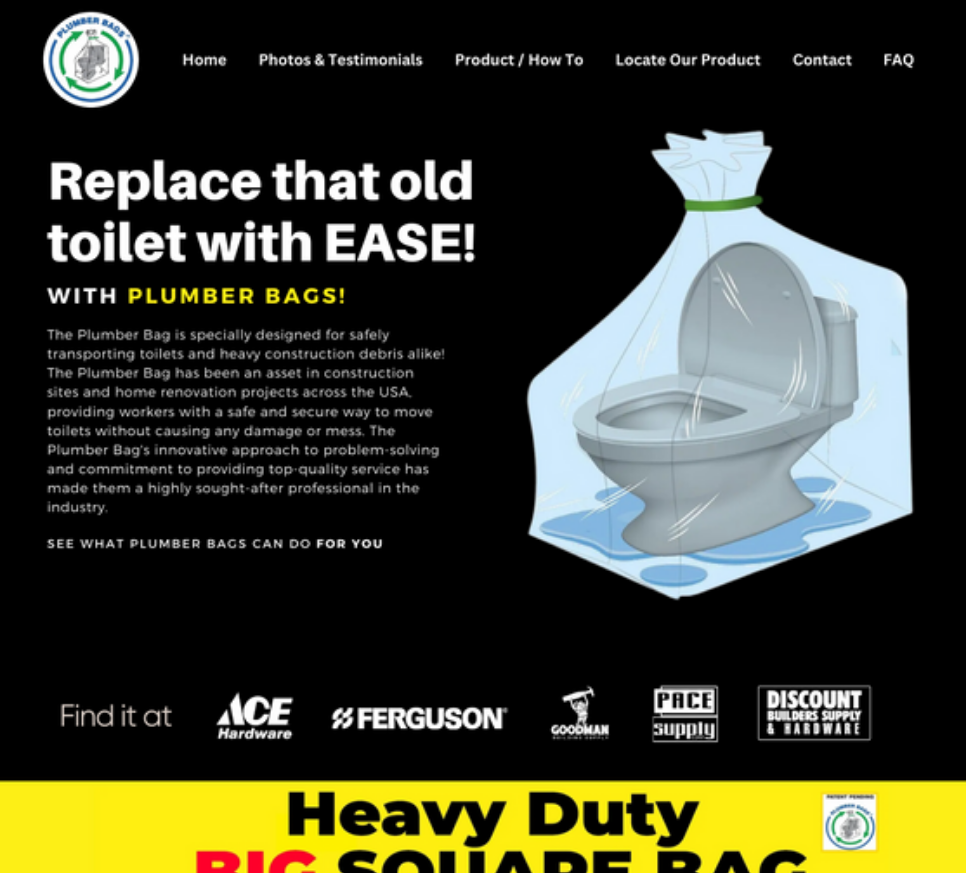 PLUMBER BAGS
Home
Photos & Testimonials
Product / How To
Locate Our Product
Contact
FAQ
Replace that old
toilet with EASE!
WITH PLUMBER BAGS!
The Plumber Bag is specially designed for safely
transporting toilets and heavy construction debris alike!
The Plumber Bag has been an asset in construction
sites and home renovation projects across the USA,
providing workers with a safe and secure way to move
toilets without causing any damage or mess. The
Plumber Bag's innovative approach to problem-solving
and commitment to providing top-quality service has
made them a highly sought-after professional in the
industry.
SEE WHAT PLUMBER BAGS CAN DO FOR YOU
Find it at
ACE
Hardware
FERGUSON
GOODMAN
BUILDING SUPPLY
PACE
supply
DISCOUNT
BUILDERS SUPPLY
& HARDWARE
Heavy Duty
PATENT PENDING
PLUMBER BAGS
BIG SQUARE BAG